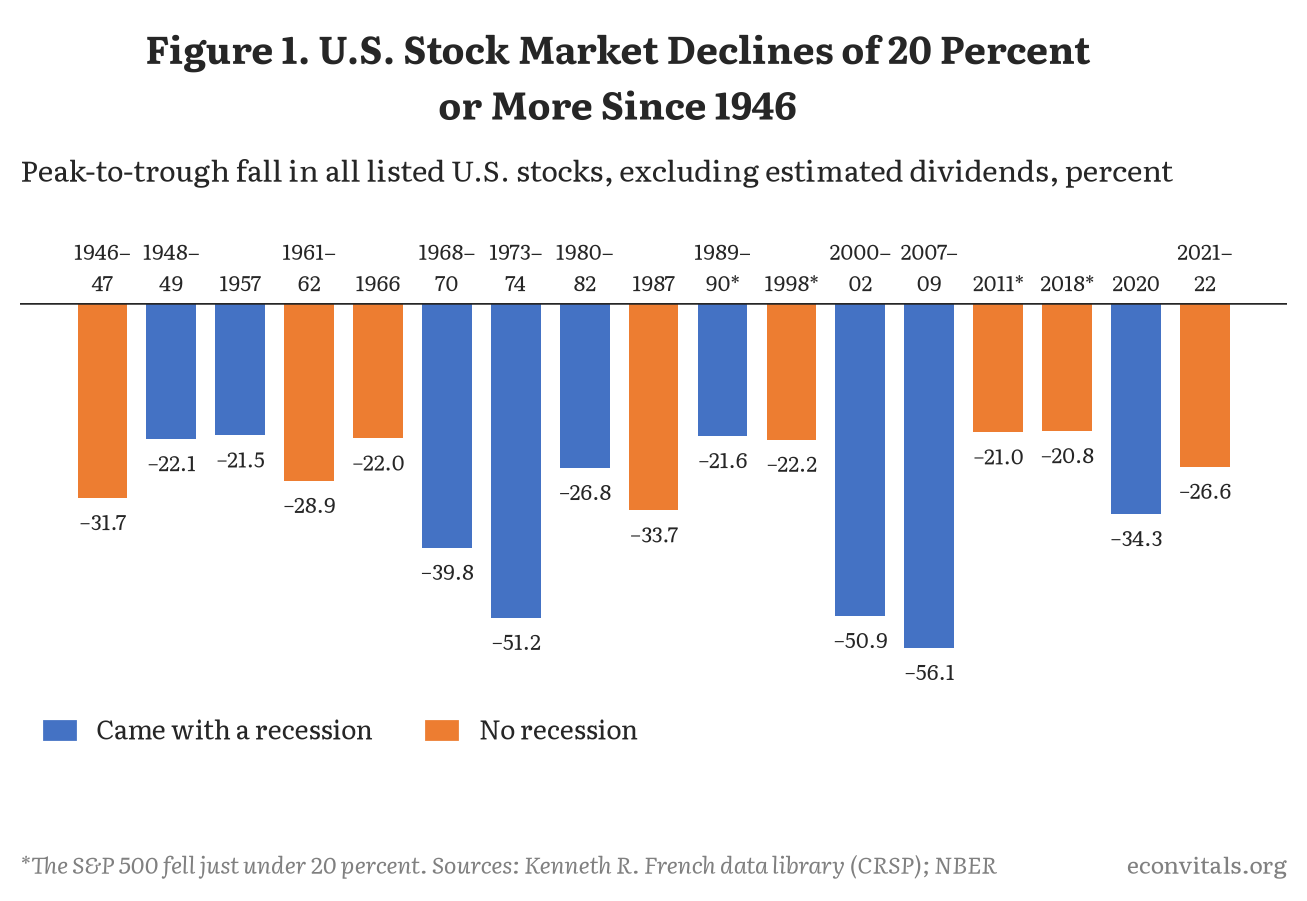 Figure 1. U.S. Stock Market Declines of 20 Percent
or More Since 1946
Peak-to-trough fall in all listed U.S. stocks, excluding estimated dividends, percent
1946– 1948– 1961– 1968– 1973– 1980– 1989– 2000– 2007– 2021–
47 49 1957 62 1966 70 74 82 1987 90* 1998* 02 09 2011* 2018* 2020 22
–31.7
–22.1
–21.5
–28.9
–22.0
–39.8
–51.2
–26.8
–33.7
–21.6
–22.2
–50.9
–56.1
–21.0
–20.8
–34.3
–26.6
Came with a recession
No recession
*The S&P 500 fell just under 20 percent. Sources: Kenneth R. French data library (CRSP); NBER
econvitals.org